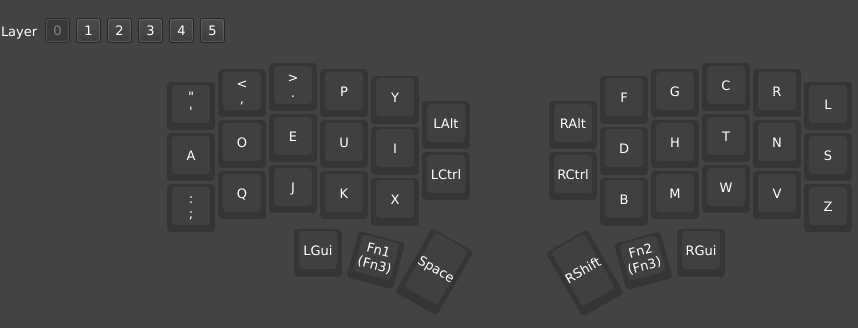 Layer 0 1 2 3 4 5
" < > P Y F G C R L
' , .
LAlt RAlt
A O E U I D H T N S
LCtrl RCtrl
: Q J K X B M W V Z
;
LGui Fn1 Space RShift Fn2 RGui
(Fn3) (Fn3)